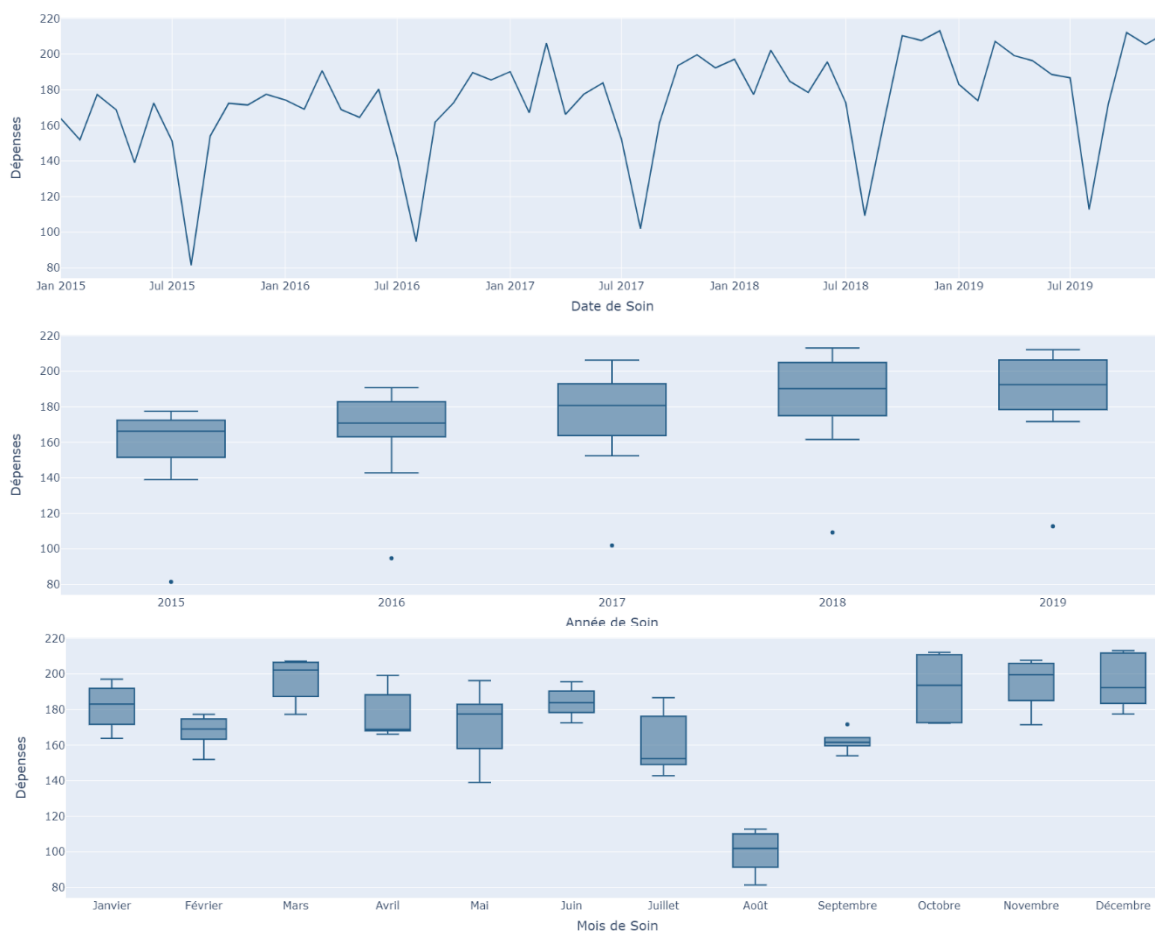 220
200
180
160
140
120
100
80
Dépenses
Jan 2015 Jul 2015 Jan 2016 Jul 2016 Jan 2017 Jul 2017 Jan 2018 Jul 2018 Jan 2019 Jul 2019
Date de Soin
220
200
180
160
140
120
100
80
Dépenses
2015 2016 2017 2018 2019
Année de Soin
220
200
180
160
140
120
100
80
Dépenses
Janvier Février Mars Avril Mai Juin Juillet Août Septembre Octobre Novembre Décembre
Mois de Soin